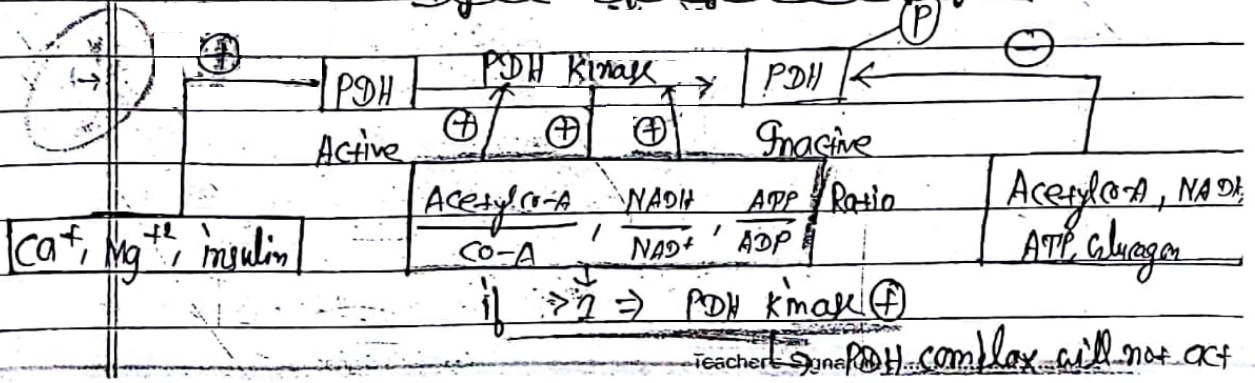 P
+ PDH PDH Kinase PDH −
Active + + + Inactive
Acetyl co-A NADH ATP Ratio Acetyl co-A, NADH,
CO-A , NAD+ , ADP ATP, Glucagon
Ca+, Mg+2, insulin
if > 1 ⇒ PDH kinase +
Teacher's PDH complex will not act